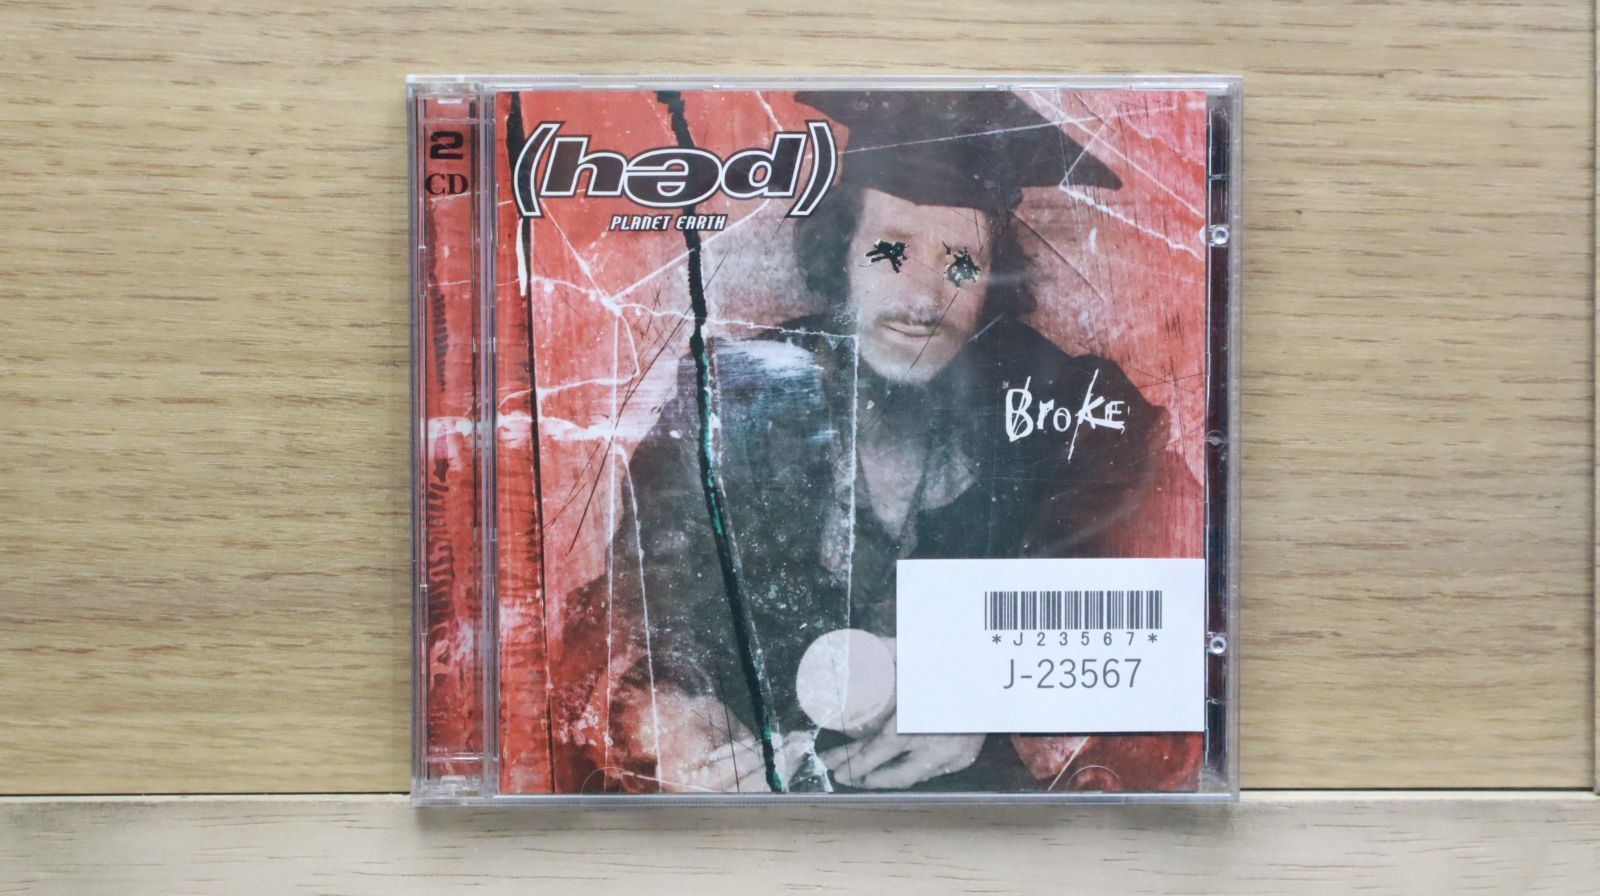 2
CD
(həd)
PLANET EARTH
BroKE
*J23567*
J-23567